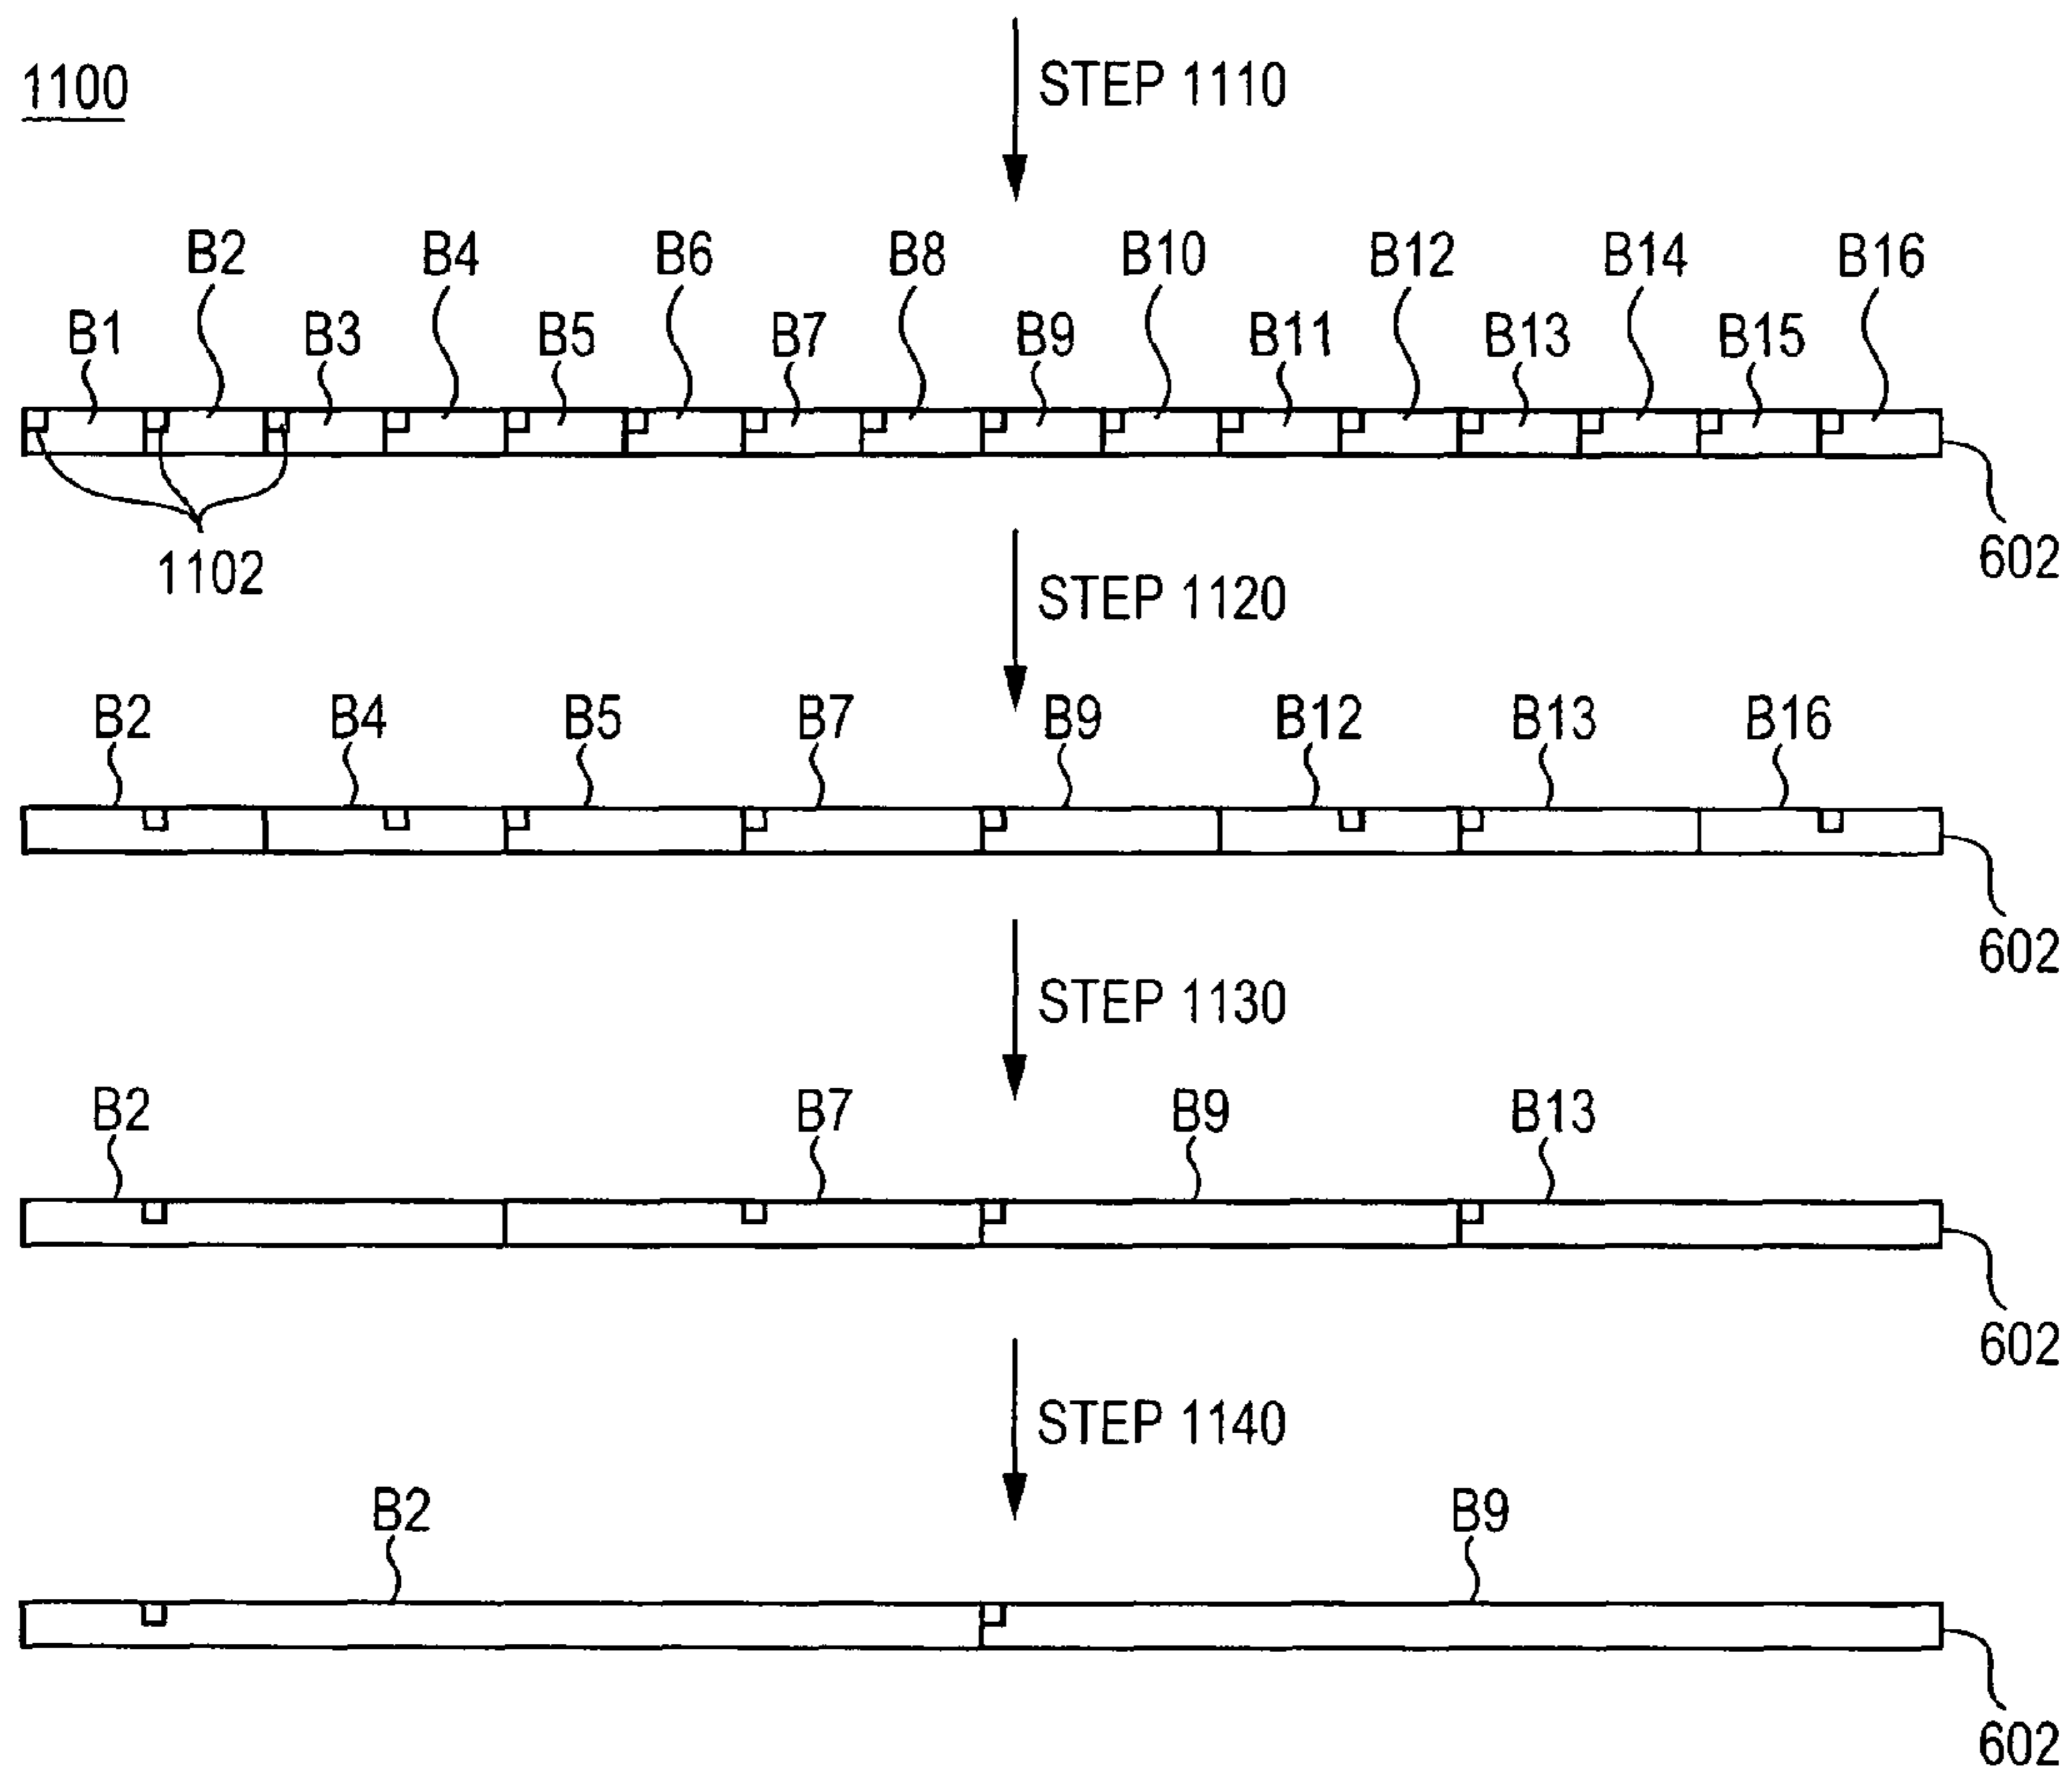 1100
STEP 1110
B2 B4 B6 B8 B10 B12 B14 B16
B1 B3 B5 B7 B9 B11 B13 B15
1102
602
STEP 1120
B2 B4 B5 B7 B9 B12 B13 B16
602
STEP 1130
B2 B7 B9 B13
602
STEP 1140
B2 B9
602